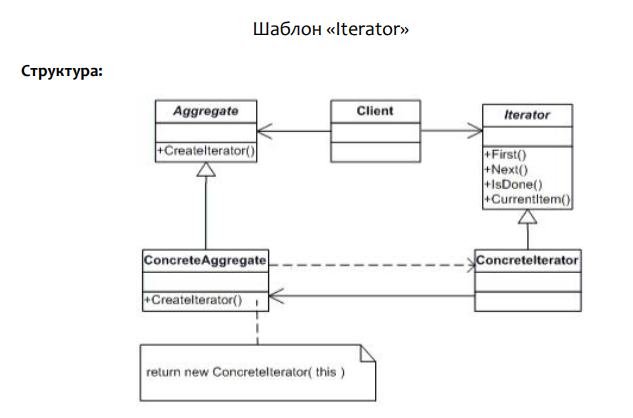 Шаблон «Iterator»
Структура:
Aggregate
+CreateIterator()
Client
Iterator
+First()
+Next()
+IsDone()
+CurrentItem()
ConcreteAggregate
+CreateIterator()
ConcreteIterator
return new ConcreteIterator( this )